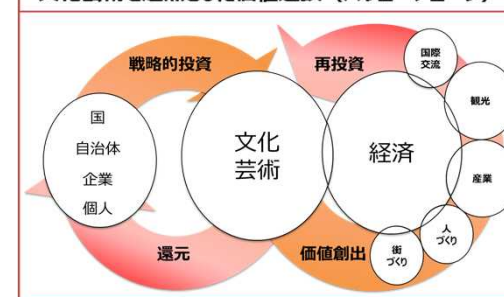 戦略的投資
再投資
国際
交流
観光
産業
人
づくり
街
づくり
国
自治体
企業
個人
文化
芸術
経済
還元
価値創出